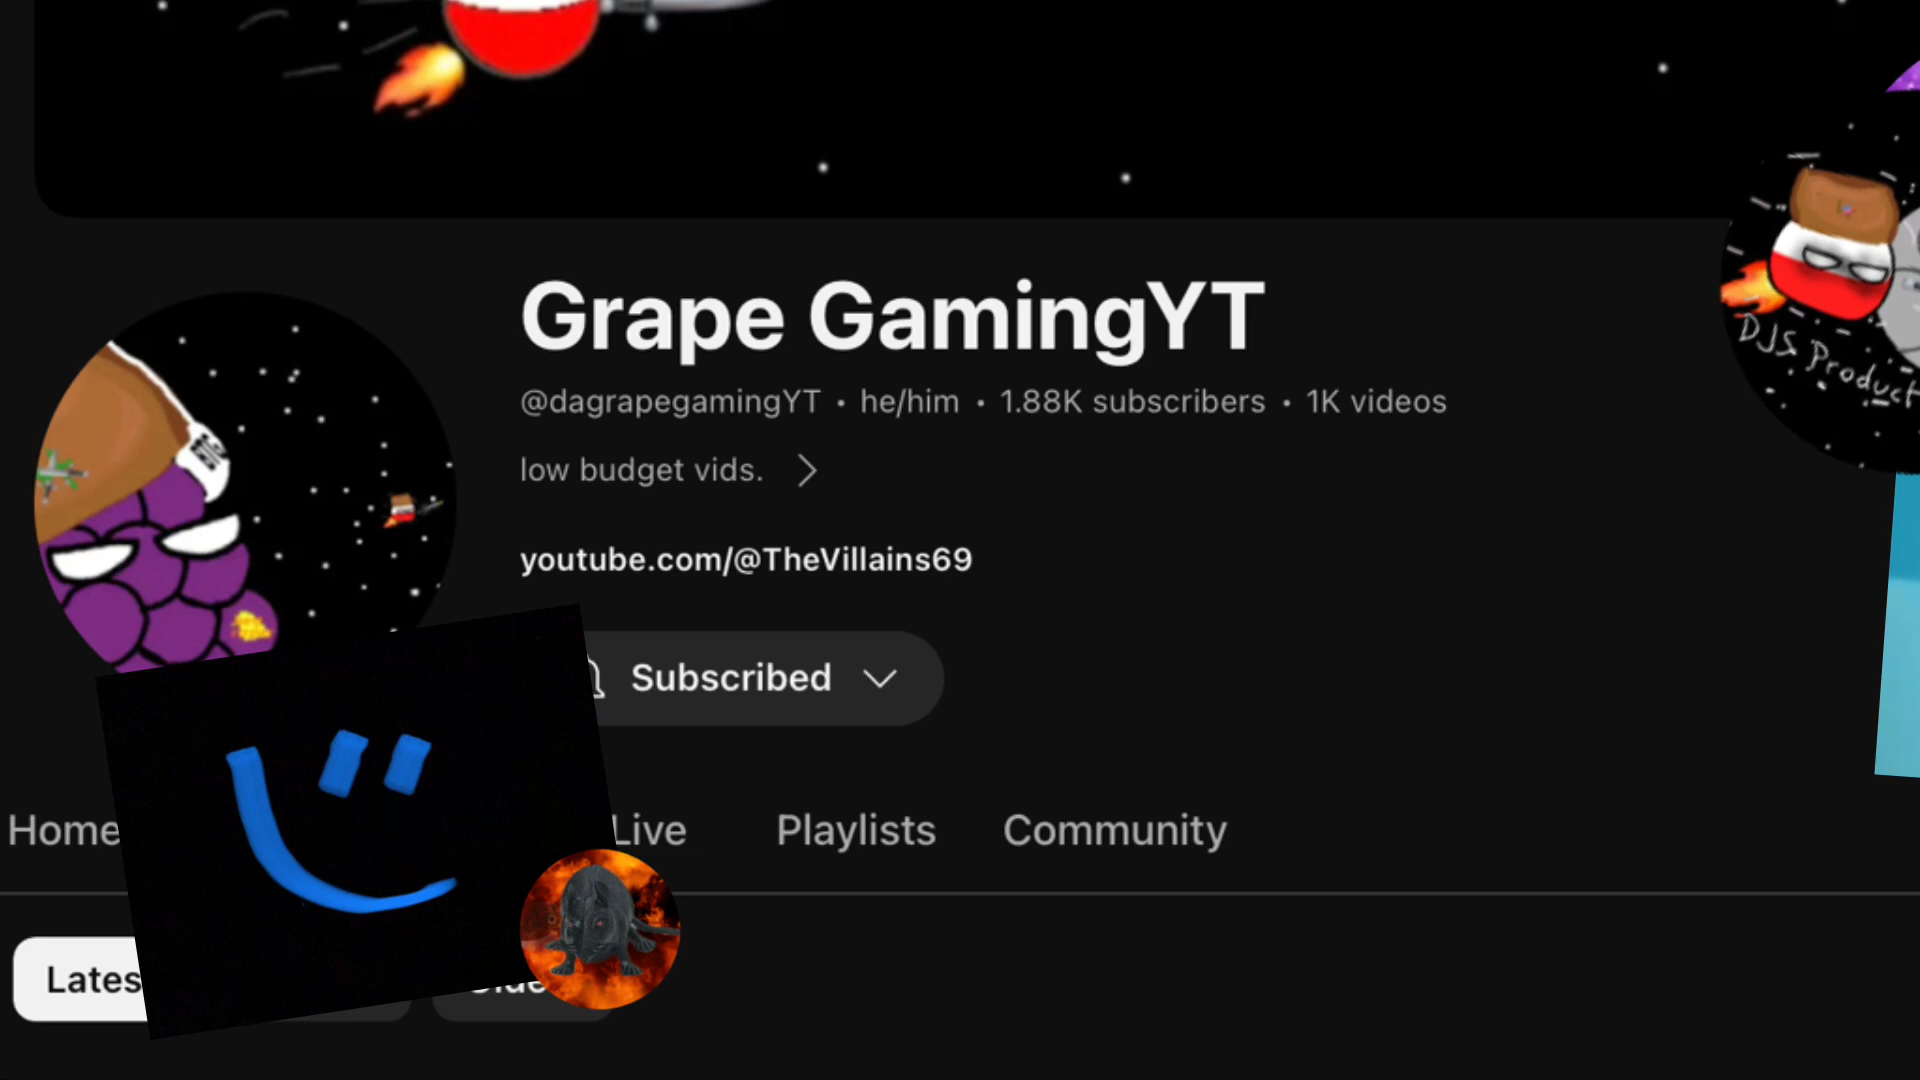 Grape GamingYT
@dagrapegamingYT • he/him • 1.88K subscribers • 1K videos
low budget vids.
youtube.com/@TheVillains69
DJS Product
Subscribed
Home Live Playlists Community
Lates